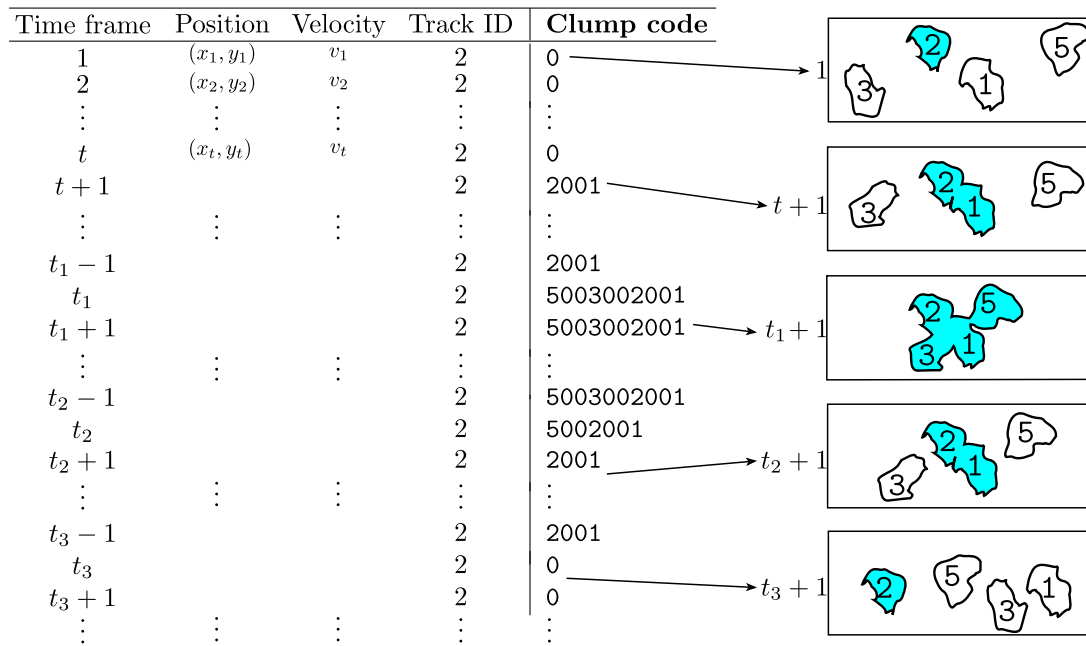 Time frame Position Velocity Track ID Clump code
1 (x₁, y₁) v₁ 2 0
2 (x₂, y₂) v₂ 2 0
⋮ ⋮ ⋮ ⋮ ⋮
t (xₜ, yₜ) vₜ 2 0
t + 1 2 2001
⋮ ⋮ ⋮ ⋮ ⋮
t₁ − 1 2 2001
t₁ 2 5003002001
t₁ + 1 2 5003002001
⋮ ⋮ ⋮ ⋮ ⋮
t₂ − 1 2 5003002001
t₂ 2 5002001
t₂ + 1 2 2001
⋮ ⋮ ⋮ ⋮ ⋮
t₃ − 1 2 2001
t₃ 2 0
t₃ + 1 2 0
⋮ ⋮ ⋮ ⋮ ⋮
1 3 2 1 5
t + 1 3 2 1 5
t₁ + 1 2 3 1 5
t₂ + 1 3 2 1 5
t₃ + 1 2 5 3 1